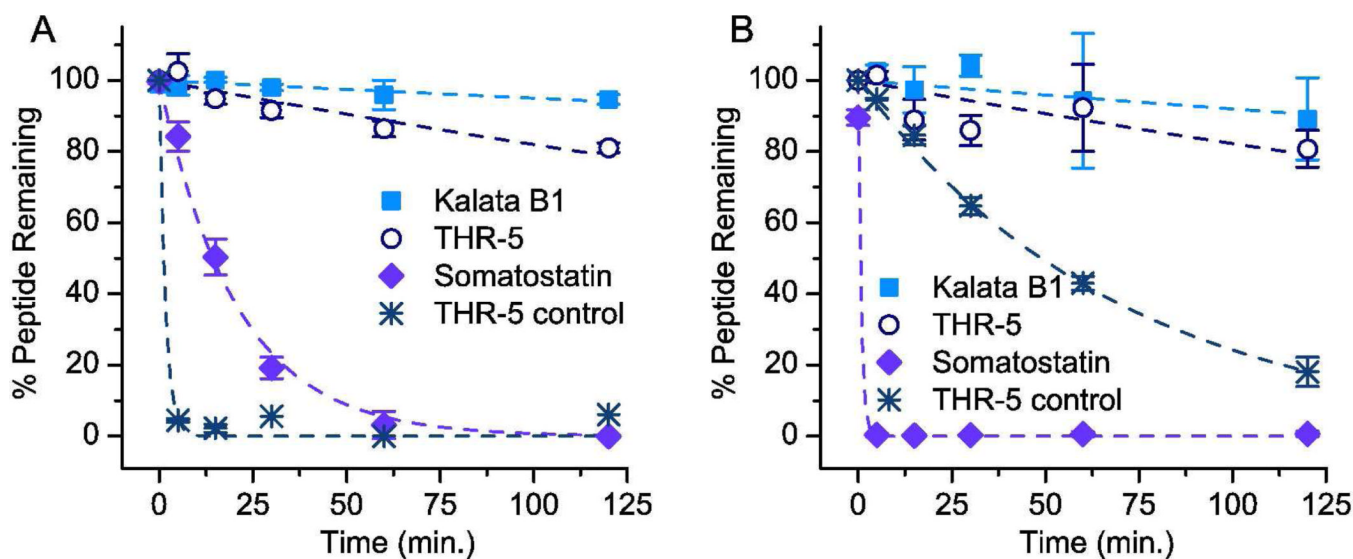 A
% Peptide Remaining
100
80
60
40
20
0
Kalata B1
THR-5
Somatostatin
THR-5 control
0 25 50 75 100 125
Time (min.)
B
% Peptide Remaining
100
80
60
40
20
0
Kalata B1
THR-5
Somatostatin
THR-5 control
0 25 50 75 100 125
Time (min.)